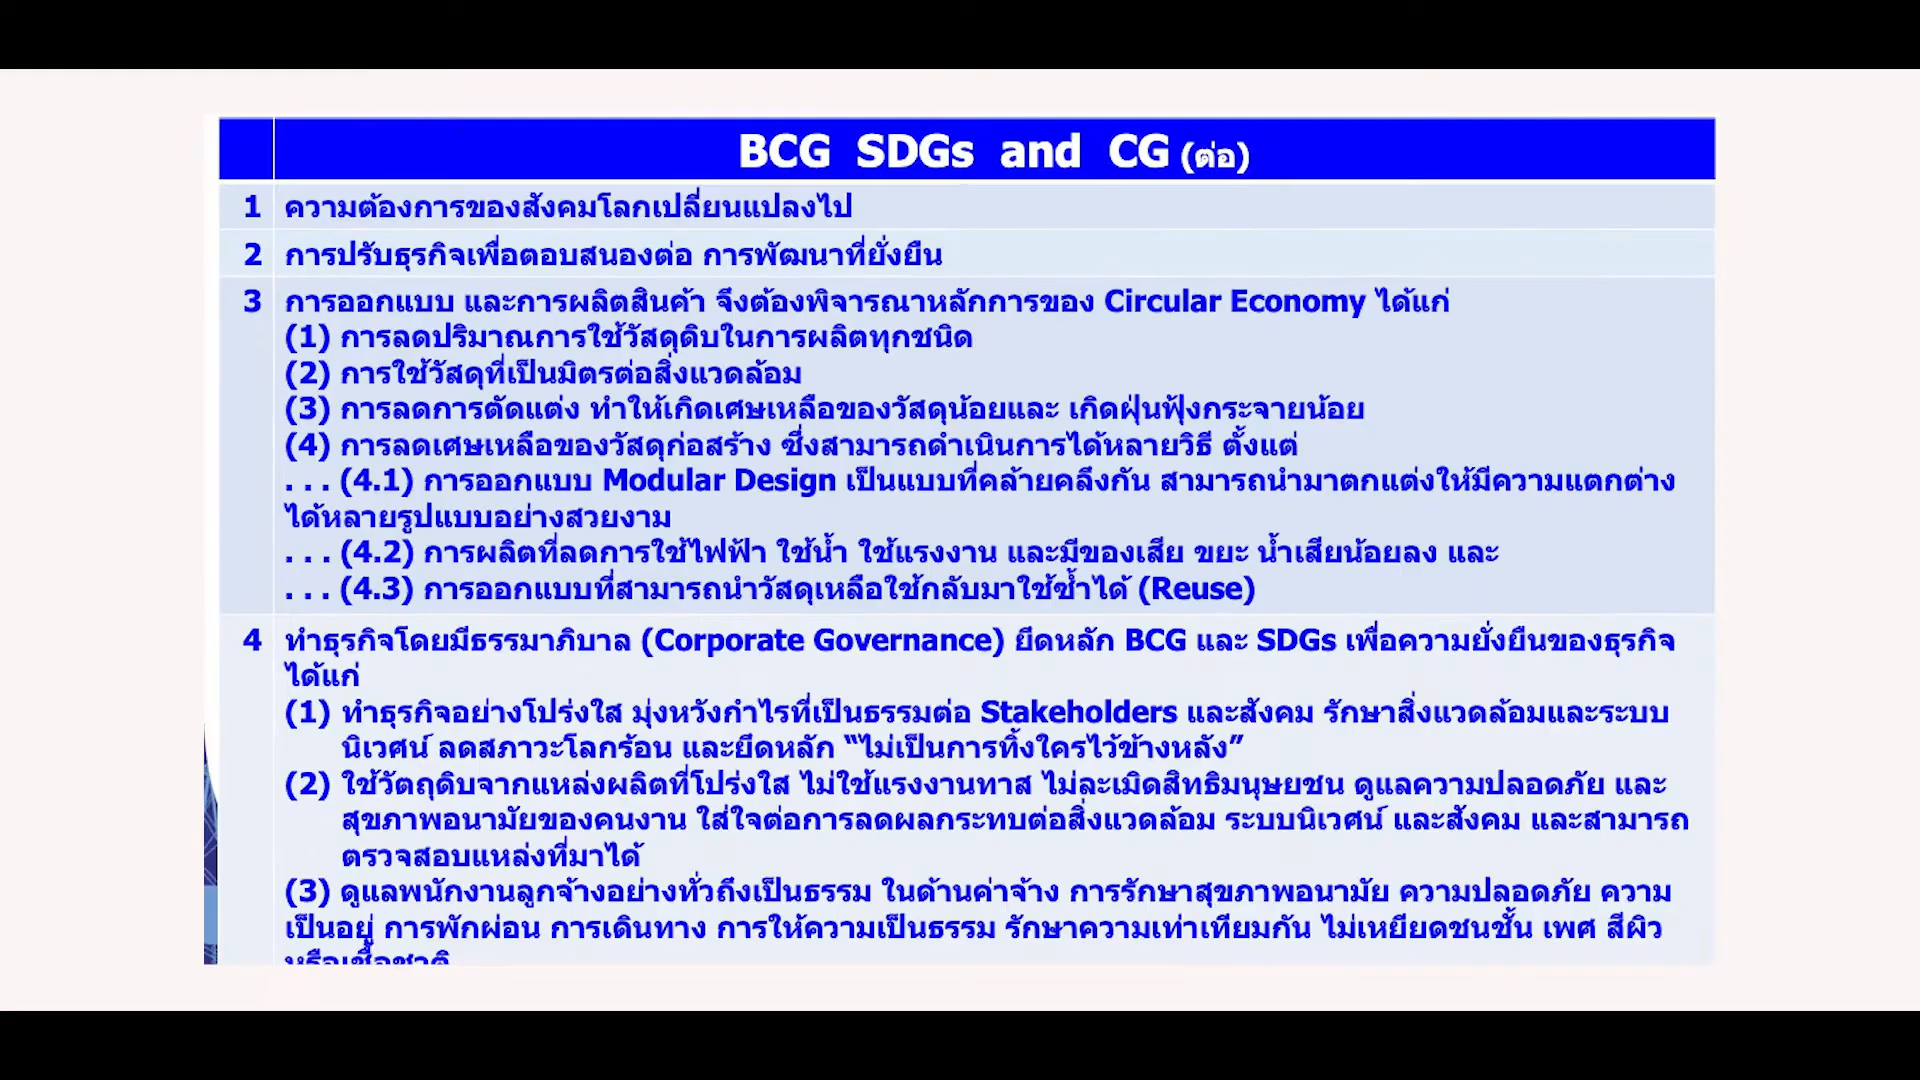 BCG SDGs and CG (ต่อ)
1 ความต้องการของสังคมโลกเปลี่ยนแปลงไป
2 การปรับธุรกิจเพื่อตอบสนองต่อ การพัฒนาที่ยั่งยืน
3 การออกแบบ และการผลิตสินค้า จึงต้องพิจารณาหลักการของ Circular Economy ได้แก่
(1) การลดปริมาณการใช้วัสดุดิบในการผลิตทุกชนิด
(2) การใช้วัสดุที่เป็นมิตรต่อสิ่งแวดล้อม
(3) การลดการตัดแต่ง ทำให้เกิดเศษเหลือของวัสดุน้อยและ เกิดฝุ่นฟุ้งกระจายน้อย
(4) การลดเศษเหลือของวัสดุก่อสร้าง ซึ่งสามารถดำเนินการได้หลายวิธี ตั้งแต่
. . . (4.1) การออกแบบ Modular Design เป็นแบบที่คล้ายคลึงกัน สามารถนำมาตกแต่งให้มีความแตกต่าง
ได้หลายรูปแบบอย่างสวยงาม
. . . (4.2) การผลิตที่ลดการใช้ไฟฟ้า ใช้น้ำ ใช้แรงงาน และมีของเสีย ขยะ น้ำเสียน้อยลง และ
. . . (4.3) การออกแบบที่สามารถนำวัสดุเหลือใช้กลับมาใช้ซ้ำได้ (Reuse)
4 ทำธุรกิจโดยมีธรรมาภิบาล (Corporate Governance) ยึดหลัก BCG และ SDGs เพื่อความยั่งยืนของธุรกิจ
ได้แก่
(1) ทำธุรกิจอย่างโปร่งใส มุ่งหวังกำไรที่เป็นธรรมต่อ Stakeholders และสังคม รักษาสิ่งแวดล้อมและระบบ
นิเวศน์ ลดสภาวะโลกร้อน และยึดหลัก “ไม่เป็นการทิ้งใครไว้ข้างหลัง”
(2) ใช้วัตถุดิบจากแหล่งผลิตที่โปร่งใส ไม่ใช้แรงงานทาส ไม่ละเมิดสิทธิมนุษยชน ดูแลความปลอดภัย และ
สุขภาพอนามัยของคนงาน ใส่ใจต่อการลดผลกระทบต่อสิ่งแวดล้อม ระบบนิเวศน์ และสังคม และสามารถ
ตรวจสอบแหล่งที่มาได้
(3) ดูแลพนักงานลูกจ้างอย่างทั่วถึงเป็นธรรม ในด้านค่าจ้าง การรักษาสุขภาพอนามัย ความปลอดภัย ความ
เป็นอยู่ การพักผ่อน การเดินทาง การให้ความเป็นธรรม รักษาความเท่าเทียมกัน ไม่เหยียดชนชั้น เพศ สีผิว
หรือเชื้อชาติ